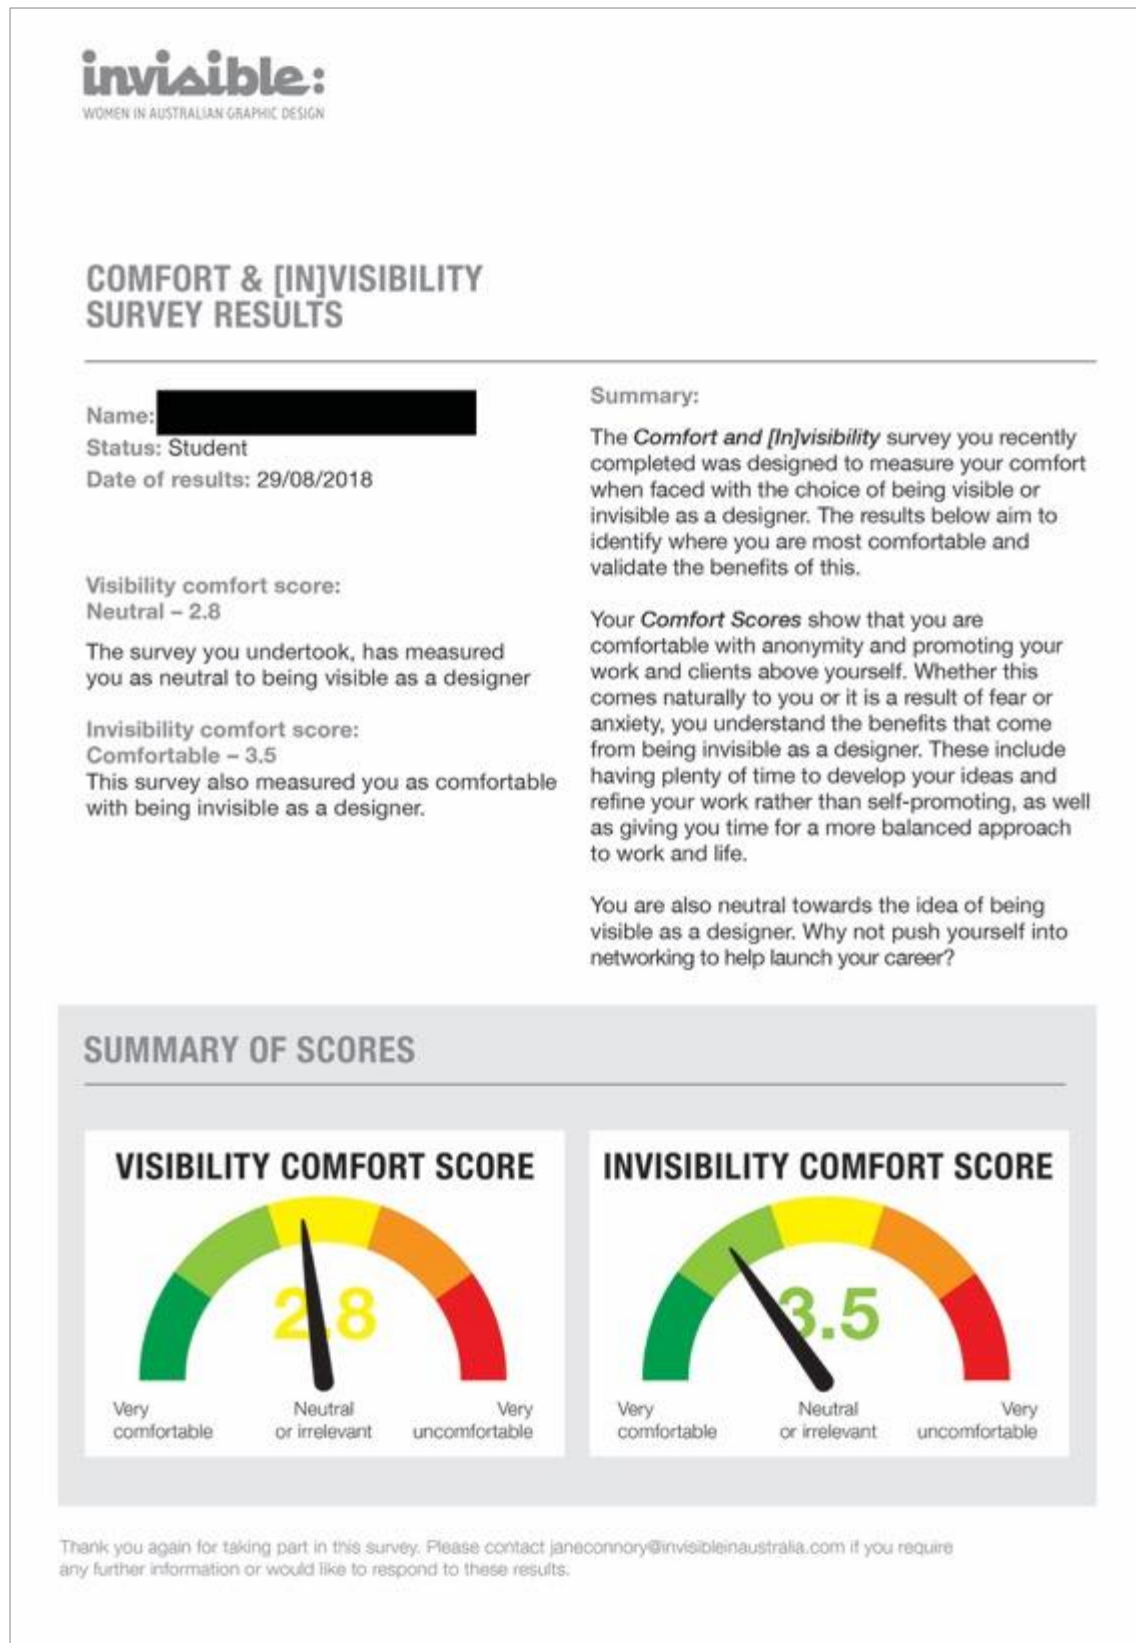 invisible:
WOMEN IN AUSTRALIAN GRAPHIC DESIGN
COMFORT & [IN]VISIBILITY
SURVEY RESULTS
Name:
Status: Student
Date of results: 29/08/2018
Visibility comfort score:
Neutral – 2.8
The survey you undertook, has measured
you as neutral to being visible as a designer
Invisibility comfort score:
Comfortable – 3.5
This survey also measured you as comfortable
with being invisible as a designer.
Summary:
The Comfort and [In]visibility survey you recently
completed was designed to measure your comfort
when faced with the choice of being visible or
invisible as a designer. The results below aim to
identify where you are most comfortable and
validate the benefits of this.
Your Comfort Scores show that you are
comfortable with anonymity and promoting your
work and clients above yourself. Whether this
comes naturally to you or it is a result of fear or
anxiety, you understand the benefits that come
from being invisible as a designer. These include
having plenty of time to develop your ideas and
refine your work rather than self-promoting, as well
as giving you time for a more balanced approach
to work and life.
You are also neutral towards the idea of being
visible as a designer. Why not push yourself into
networking to help launch your career?
SUMMARY OF SCORES
VISIBILITY COMFORT SCORE
2.8
Very
comfortable
Neutral
or irrelevant
Very
uncomfortable
INVISIBILITY COMFORT SCORE
3.5
Very
comfortable
Neutral
or irrelevant
Very
uncomfortable
Thank you again for taking part in this survey. Please contact janeconnory@invisibleinaustralia.com if you require
any further information or would like to respond to these results.